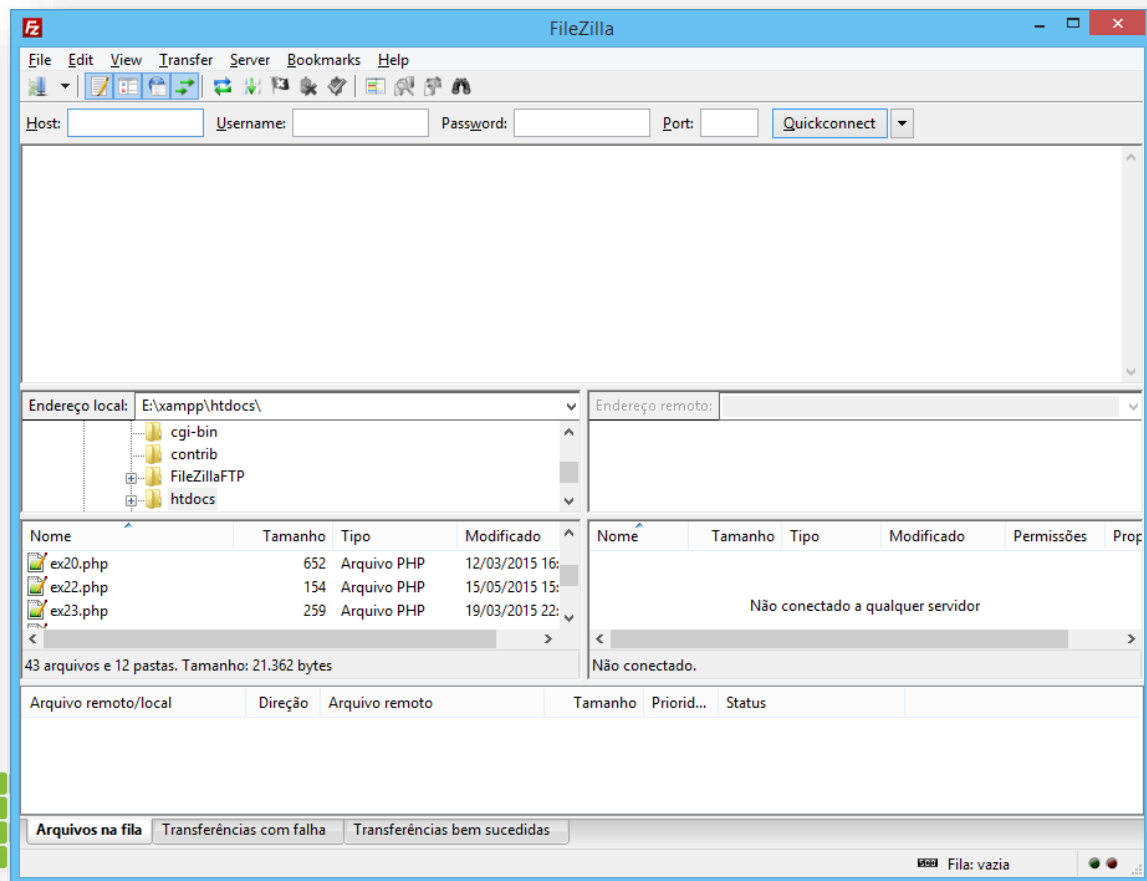 FileZilla
File Edit View Transfer Server Bookmarks Help
Host: Username: Password: Port: Quickconnect
Endereço local: E:\xampp\htdocs\
cgi-bin
contrib
FileZillaFTP
htdocs
Endereço remoto:
Nome Tamanho Tipo Modificado
ex20.php 652 Arquivo PHP 12/03/2015 16:
ex22.php 154 Arquivo PHP 15/05/2015 15:
ex23.php 259 Arquivo PHP 19/03/2015 22:
43 arquivos e 12 pastas. Tamanho: 21.362 bytes
Nome Tamanho Tipo Modificado Permissões Prop
Não conectado a qualquer servidor
Não conectado.
Arquivo remoto/local Direção Arquivo remoto Tamanho Priorid... Status
Arquivos na fila Transferências com falha Transferências bem sucedidas
Fila: vazia